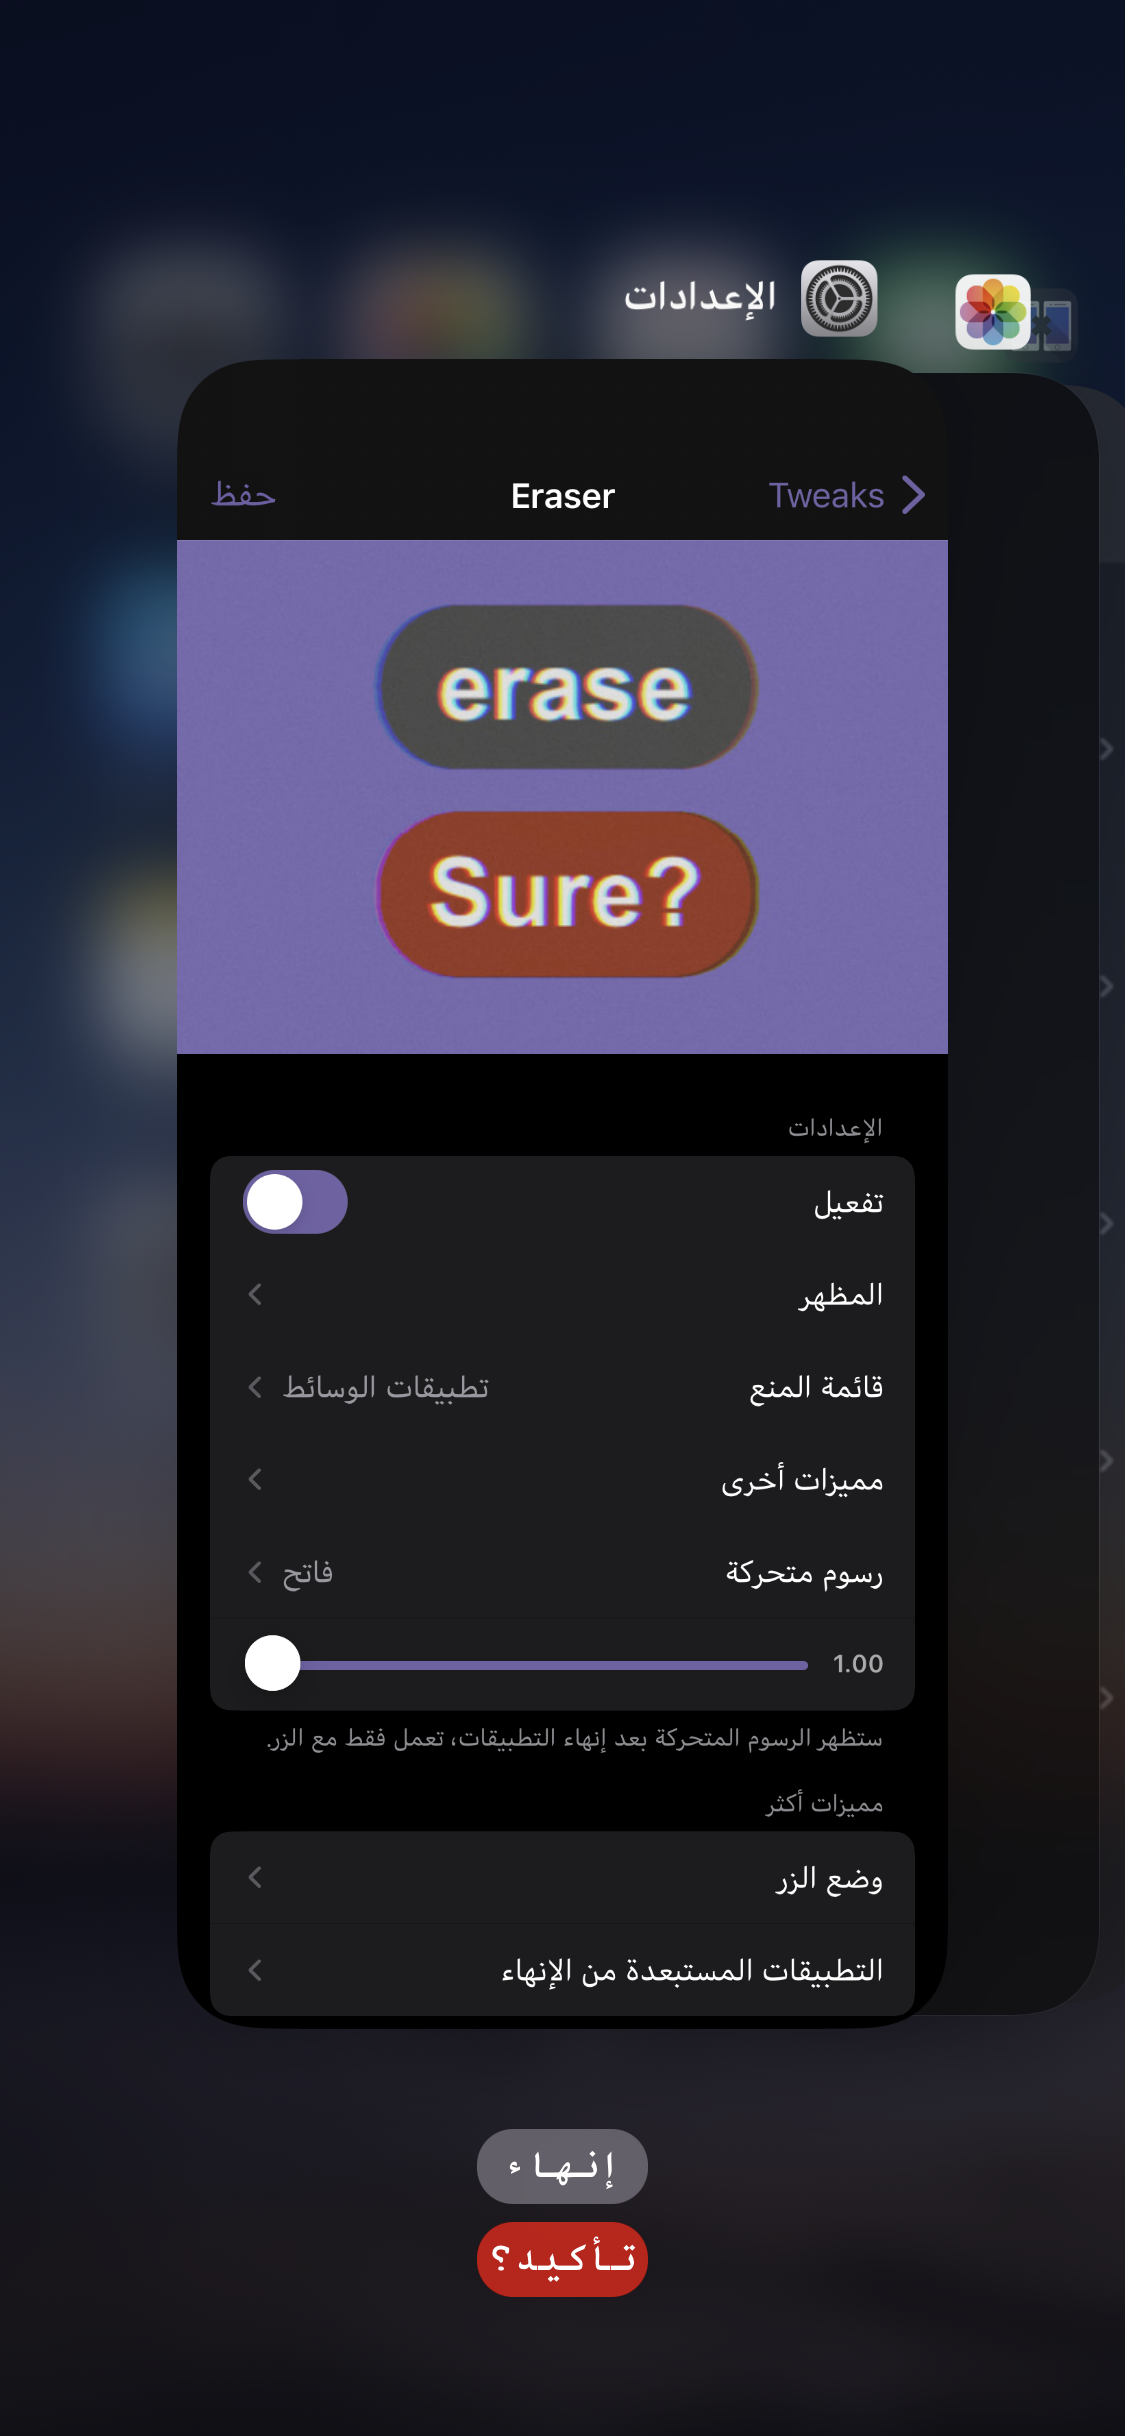 الإعدادات
Tweaks
Eraser
حفظ
erase
Sure?
الإعدادات
تفعيل
المظهر
قائمة المنع
تطبيقات الوسائط
مميزات أخرى
رسوم متحركة
فاتح
1.00
ستظهر الرسوم المتحركة بعد إنهاء التطبيقات، تعمل فقط مع الزر.
مميزات أكثر
وضع الزر
التطبيقات المستبعدة من الإنهاء
إنهاء
تأكيد؟